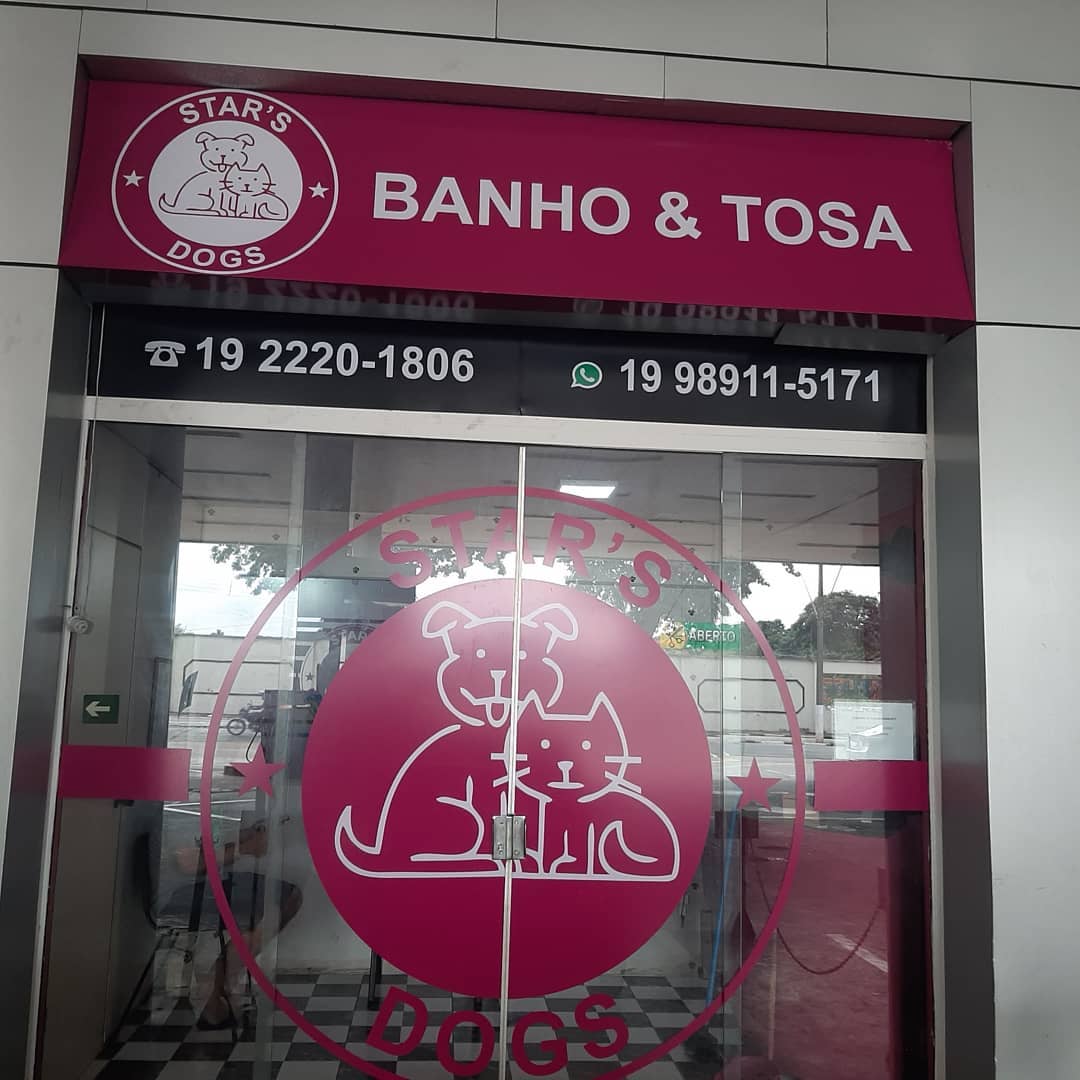 STAR'S
DOGS
BANHO & TOSA
19 2220-1806
19 98911-5171
STAR'S
ABERTO
DOGS